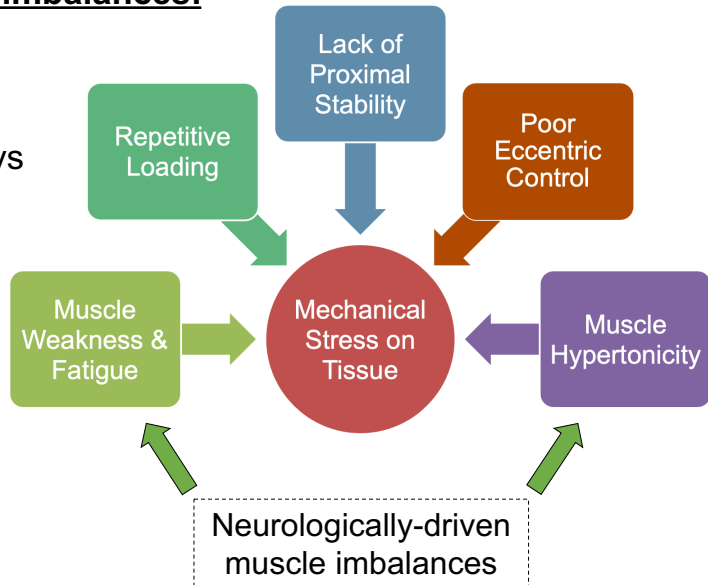 imbalances:
Lack of
Proximal
Stability
Repetitive
Loading
Poor
Eccentric
Control
Muscle
Weakness &
Fatigue
Mechanical
Stress on
Tissue
Muscle
Hypertonicity
Neurologically-driven
muscle imbalances